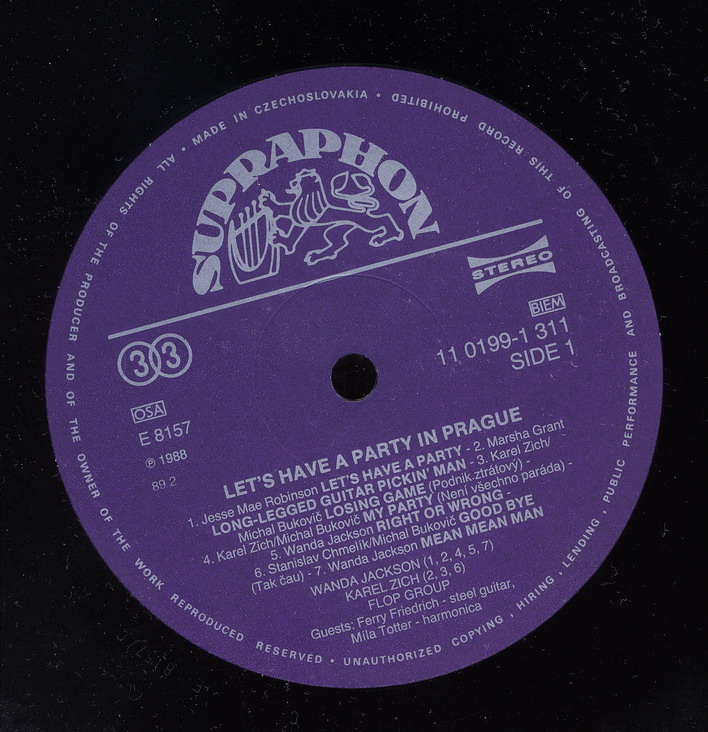 MADE IN CZECHOSLOVAKIA • ALL RIGHTS OF THE PRODUCER AND OF THE OWNER OF THE WORK REPRODUCED RESERVED • UNAUTHORIZED COPYING, HIRING, LENDING, PUBLIC PERFORMANCE AND BROADCASTING OF THIS RECORD PROHIBITED •
SUPRAPHON
STEREO
33
BIEM
11 0199-1 311
SIDE 1
OSA
E 8157
℗ 1988
89 2
LET'S HAVE A PARTY IN PRAGUE
1. Jesse Mae Robinson LET'S HAVE A PARTY - 2. Marsha Grant
LONG-LEGGED GUITAR PICKIN' MAN - 3. Karel Zich/
Michal Bukovič LOSING GAME (Podnik.ztrátový) -
4. Karel Zich/Michal Bukovič MY PARTY (Není všechno paráda) -
5. Wanda Jackson RIGHT OR WRONG -
6. Stanislav Chmelík/Michal Bukovič GOOD BYE
(Tak čau) - 7. Wanda Jackson MEAN MEAN MAN
WANDA JACKSON (1, 2, 4, 5, 7)
KAREL ZICH (2, 3, 6)
FLOP GROUP
Guests: Ferry Friedrich - steel guitar,
Míla Totter - harmonica